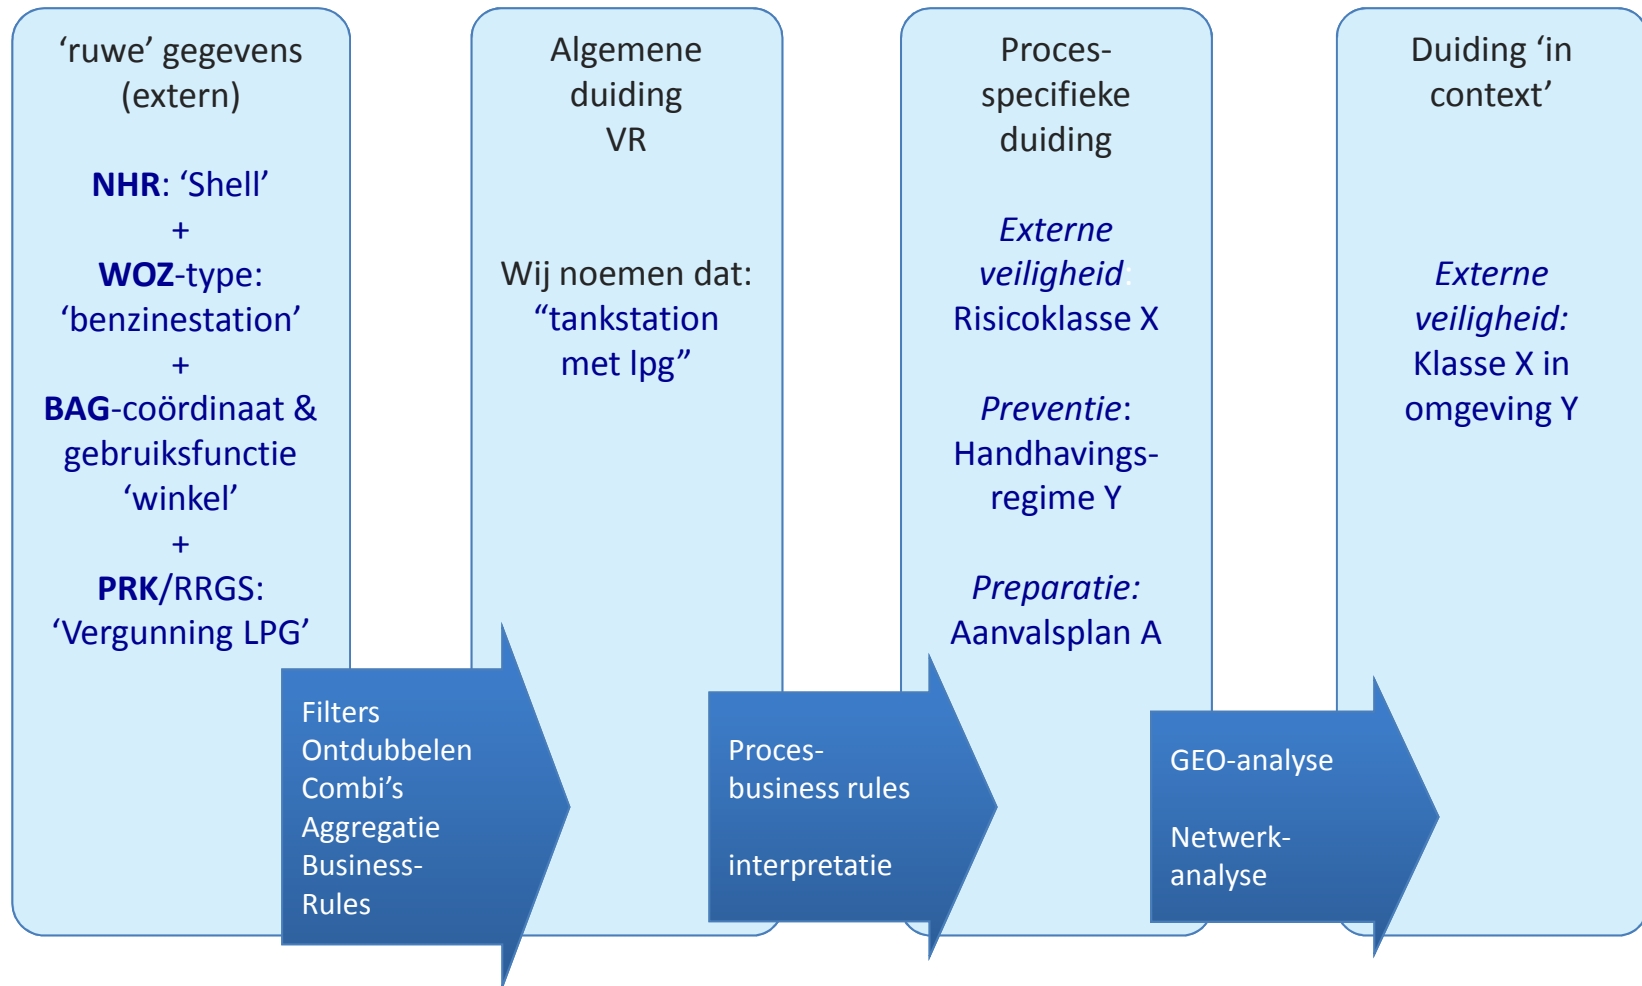 ‘ruwe’ gegevens
(extern)
NHR: ‘Shell’
+
WOZ-type:
‘benzinestation’
+
BAG-coördinaat &
gebruiksfunctie
‘winkel’
+
PRK/RRGS:
‘Vergunning LPG’
Filters
Ontdubbelen
Combi’s
Aggregatie
Business-
Rules
Algemene
duiding
VR
Wij noemen dat:
“tankstation
met lpg”
Proces-
business rules
interpretatie
Proces-
specifieke
duiding
Externe
veiligheid:
Risicoklasse X
Preventie:
Handhavings-
regime Y
Preparatie:
Aanvalsplan A
GEO-analyse
Netwerk-
analyse
Duiding ‘in
context’
Externe
veiligheid:
Klasse X in
omgeving Y